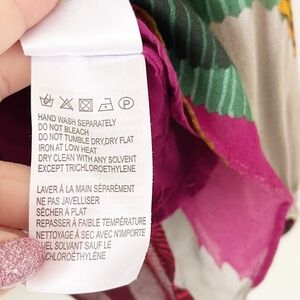 HAND WASH SEPARATELY
DO NOT BLEACH
DO NOT TUMBLE DRY,DRY FLAT
IRON AT LOW HEAT
DRY CLEAN WITH ANY SOLVENT
EXCEPT TRICHLOROETHYLENE
LAVER À LA MAIN SÉPARÉMENT
NE PAS JAVELLISER
SÉCHER À PLAT
REPASSER À FAIBLE TEMPÉRATURE
NETTOYAGE À SEC AVEC N'IMPORTE
UEL SOLVANT SAUF LE
CHLOROÉTHYLÈNE